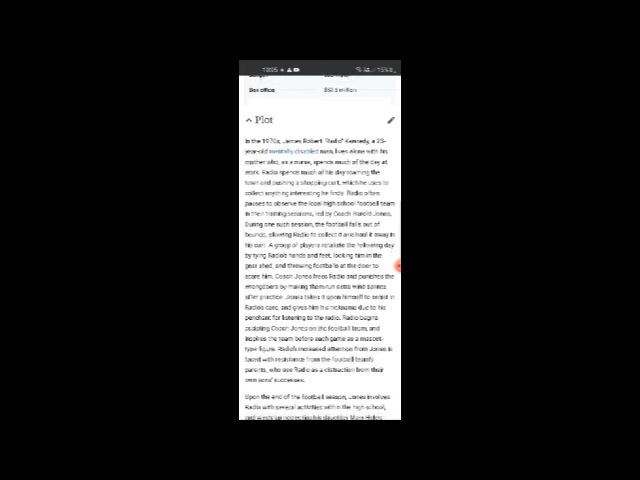 Box office $52.3 million
Plot
In the 1970s, James Robert "Radio" Kennedy, a 23-
year-old mentally disabled man, lives alone with his
mother who, as a nurse, spends much of the day at
work. Radio spends much of his day roaming the
town and pushing a shopping cart, which he uses to
collect anything interesting he finds. Radio often
pauses to observe the local high school football team
in their training sessions, led by Coach Harold Jones.
During one such session, the football falls out of
bounds, allowing Radio to collect it and haul it away in
his cart. A group of players retaliate the following day
by tying Radio's hands and feet, locking him in the
gear shed, and throwing footballs at the door to
scare him. Coach Jones frees Radio and punishes the
wrongdoers by making them run extra wind sprints
after practice. Jones takes it upon himself to assist in
Radio's care, and gives him his nickname due to his
penchant for listening to the radio. Radio begins
assisting Coach Jones on the football team, and
inspires the team before each game as a mascot-
type figure. Radio's increased attention from Jones is
faced with resistance from the football team's
parents, who see Radio as a distraction from their
own sons' successes.
Upon the end of the football season, Jones involves
Radio with several activities within the high school,
and winds up neglecting his daughter Mary Helen.